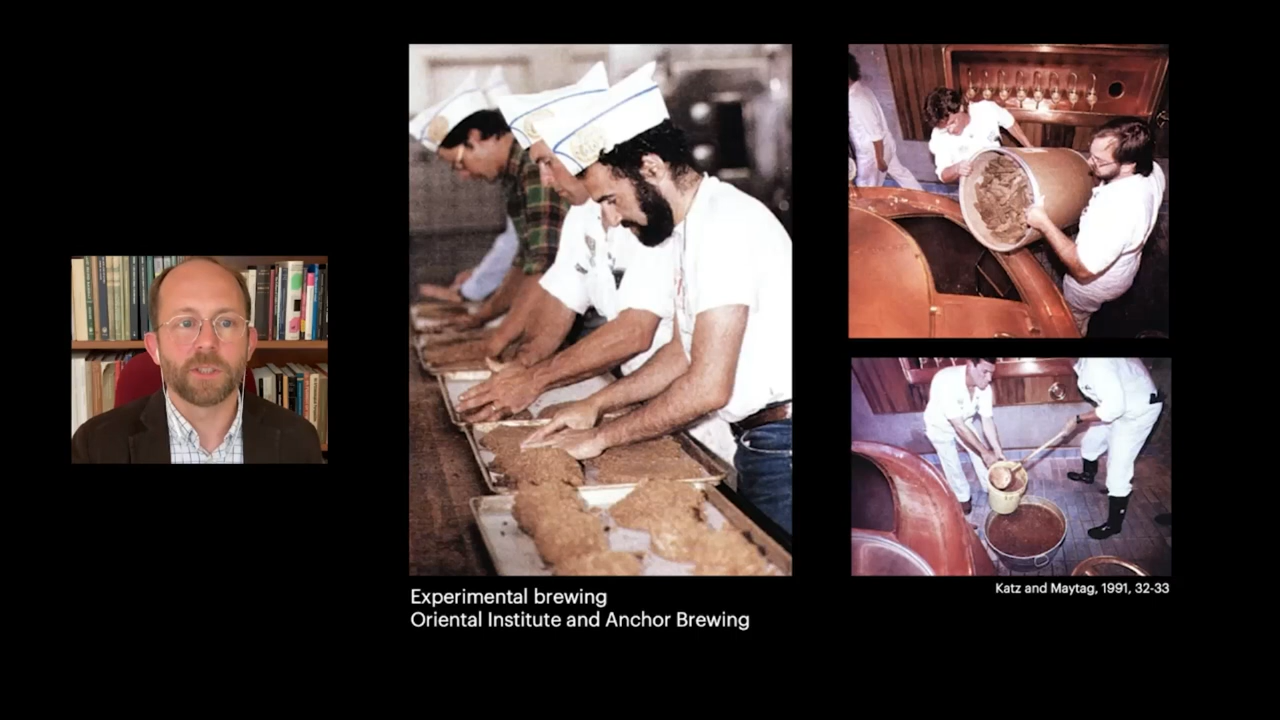 Experimental brewing
Oriental Institute and Anchor Brewing
Katz and Maytag, 1991, 32-33